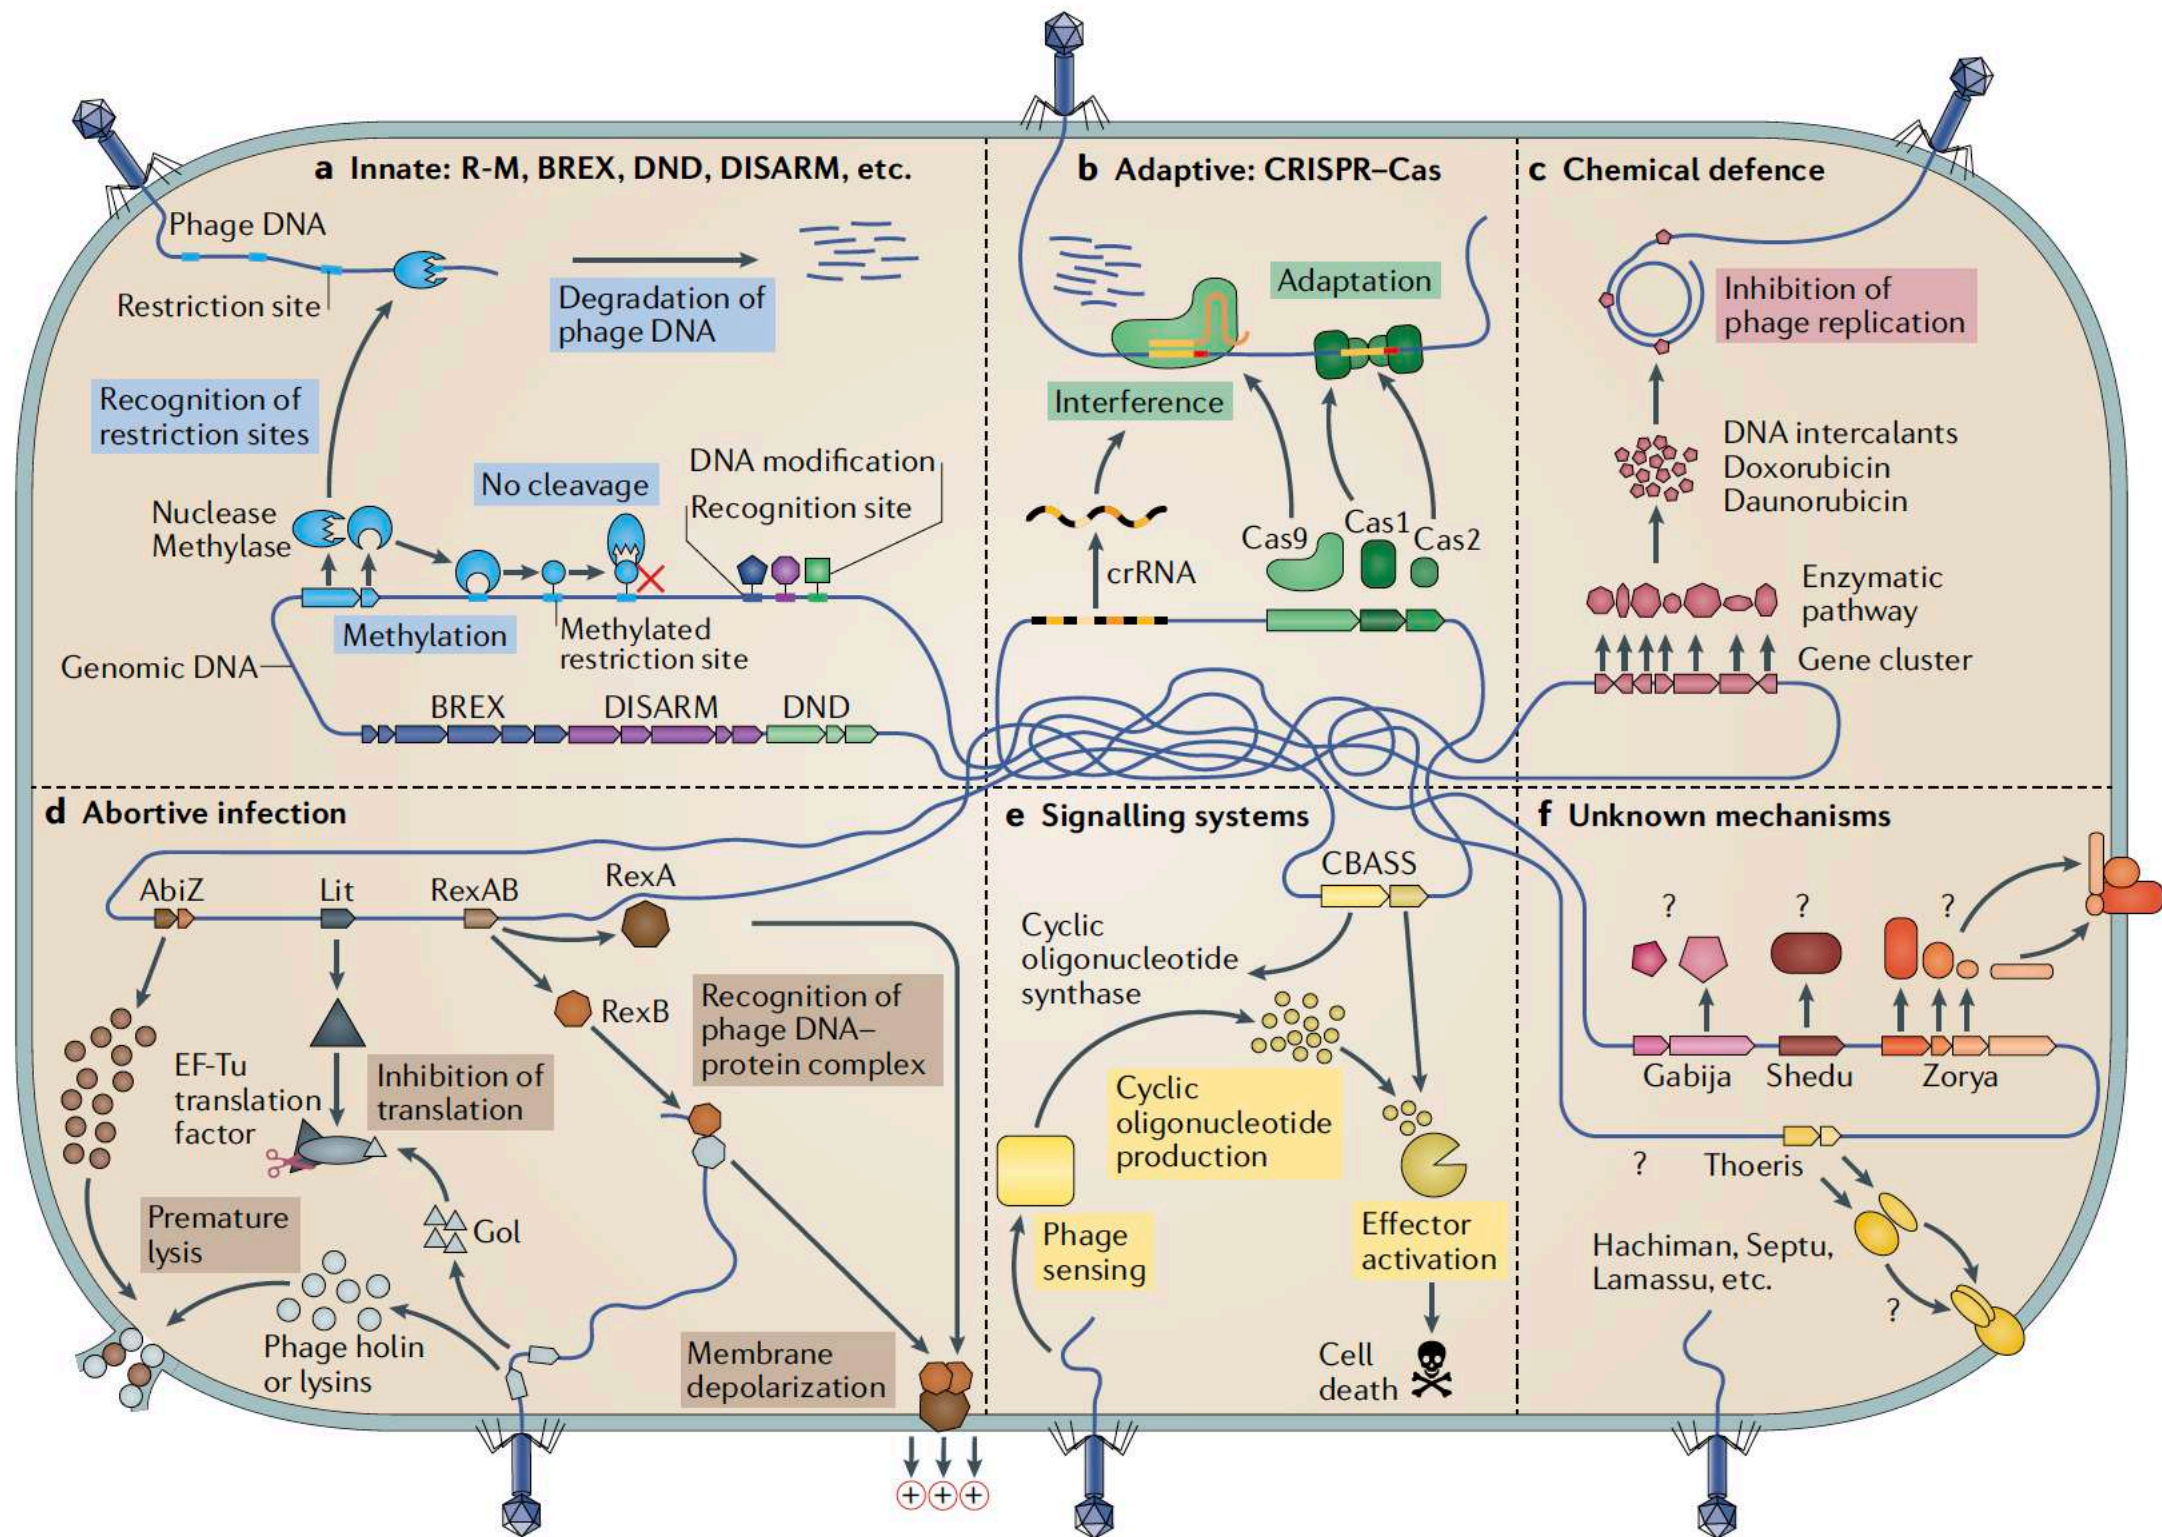 a Innate: R-M, BREX, DND, DISARM, etc.
Phage DNA
Restriction site
Degradation of
phage DNA
Recognition of
restriction sites
Nuclease
Methylase
No cleavage
DNA modification
Recognition site
Methylation
Methylated
restriction site
Genomic DNA
BREX
DISARM
DND
b Adaptive: CRISPR–Cas
Adaptation
Interference
Cas9
Cas1
Cas2
crRNA
c Chemical defence
Inhibition of
phage replication
DNA intercalants
Doxorubicin
Daunorubicin
Enzymatic
pathway
Gene cluster
d Abortive infection
AbiZ
Lit
RexAB
RexA
RexB
Recognition of
phage DNA–
protein complex
EF-Tu
translation
factor
Inhibition of
translation
Premature
lysis
Gol
Phage holin
or lysins
Membrane
depolarization
+ + +
e Signalling systems
CBASS
Cyclic
oligonucleotide
synthase
Cyclic
oligonucleotide
production
Phage
sensing
Effector
activation
Cell
death
f Unknown mechanisms
? ? ?
Gabija
Shedu
Zorya
?
Thoeris
Hachiman, Septu,
Lamassu, etc.
?